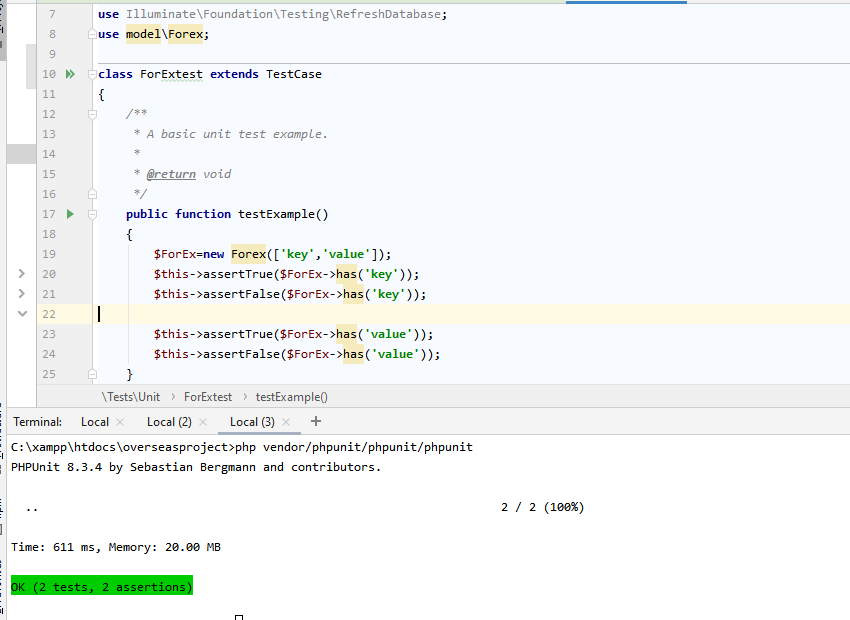 7 use Illuminate\Foundation\Testing\RefreshDatabase;
8 use model\Forex;
9
10 class ForExtest extends TestCase
11 {
12 /**
13 * A basic unit test example.
14 *
15 * @return void
16 */
17 public function testExample()
18 {
19 $ForEx=new Forex(['key','value']);
20 $this->assertTrue($ForEx->has('key'));
21 $this->assertFalse($ForEx->has('key'));
22
23 $this->assertTrue($ForEx->has('value'));
24 $this->assertFalse($ForEx->has('value'));
25 }
\Tests\Unit > ForExtest > testExample()
Terminal: Local × Local (2) × Local (3) × +
C:\xampp\htdocs\overseasproject>php vendor/phpunit/phpunit/phpunit
PHPUnit 8.3.4 by Sebastian Bergmann and contributors.
.. 2 / 2 (100%)
Time: 611 ms, Memory: 20.00 MB
OK (2 tests, 2 assertions)